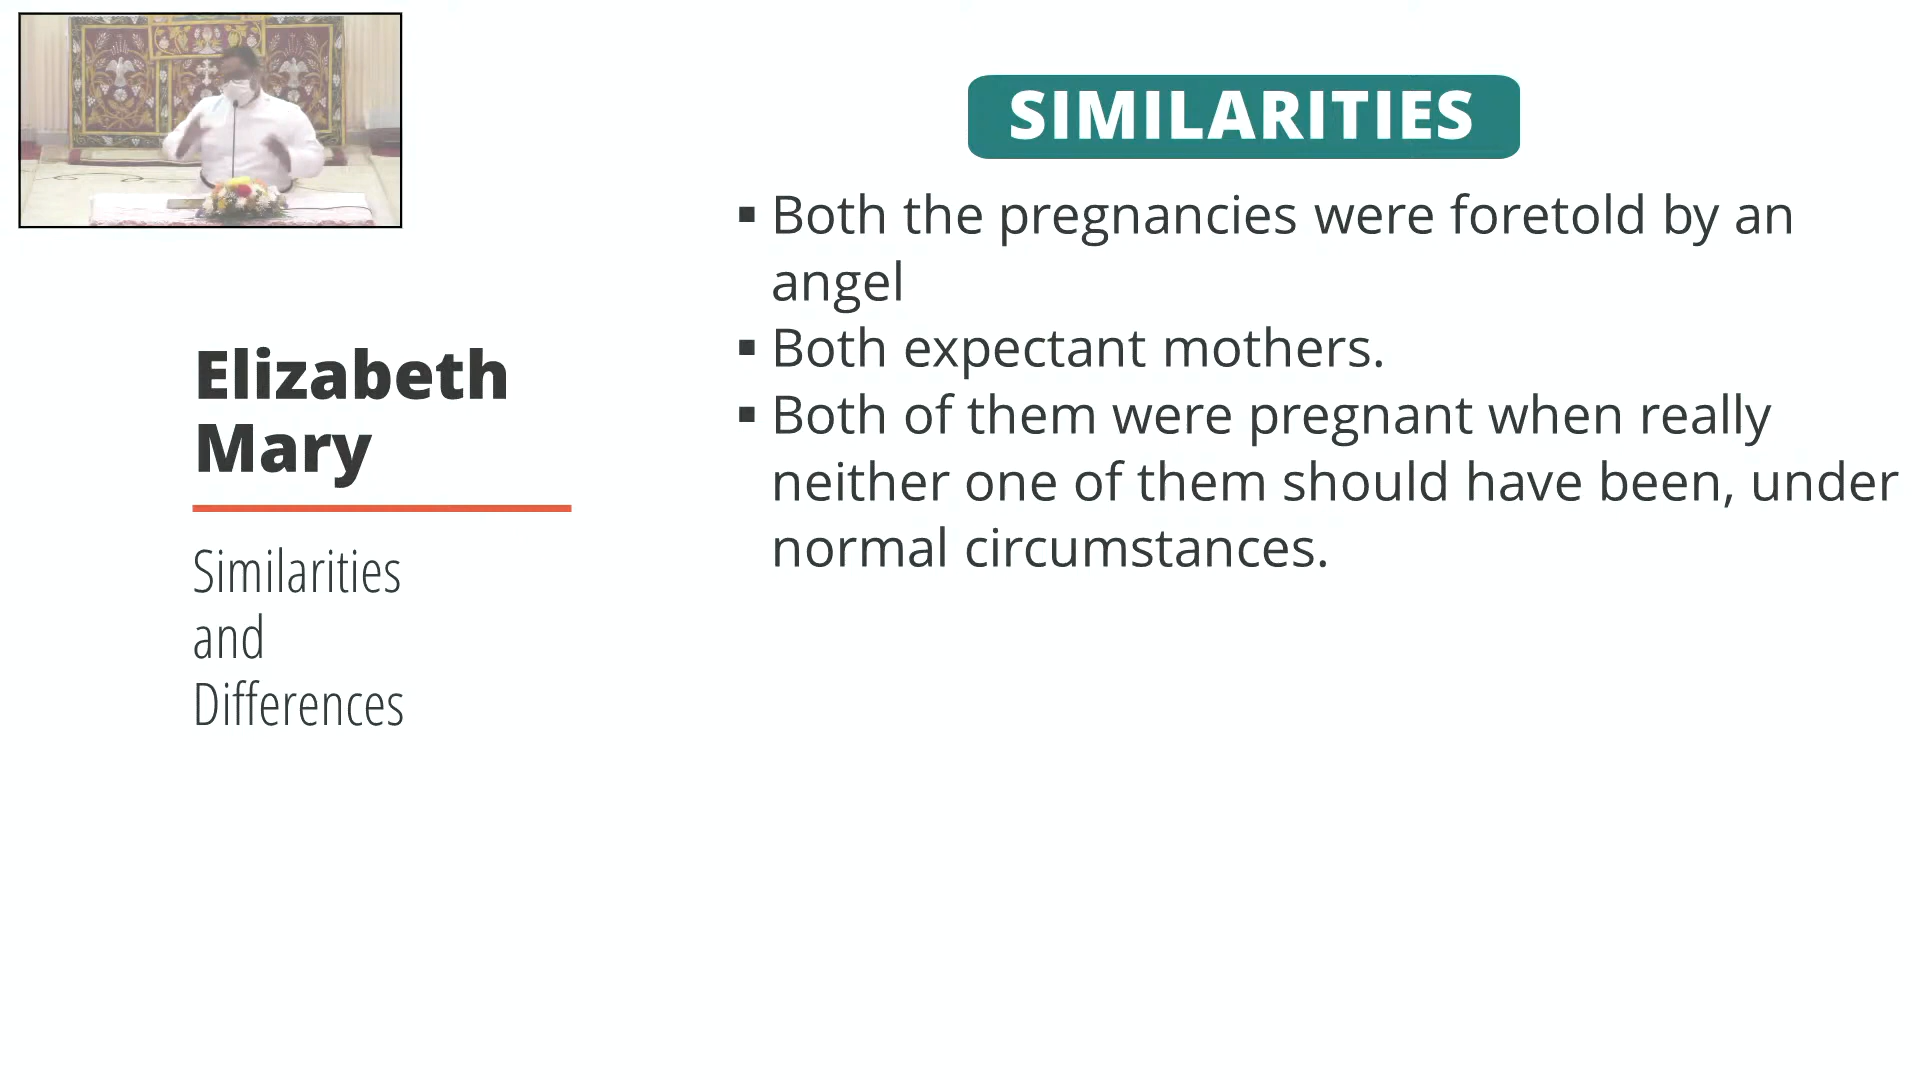 Elizabeth
Mary
Similarities
and
Differences
SIMILARITIES
▪ Both the pregnancies were foretold by an
angel
▪ Both expectant mothers.
▪ Both of them were pregnant when really
neither one of them should have been, under
normal circumstances.